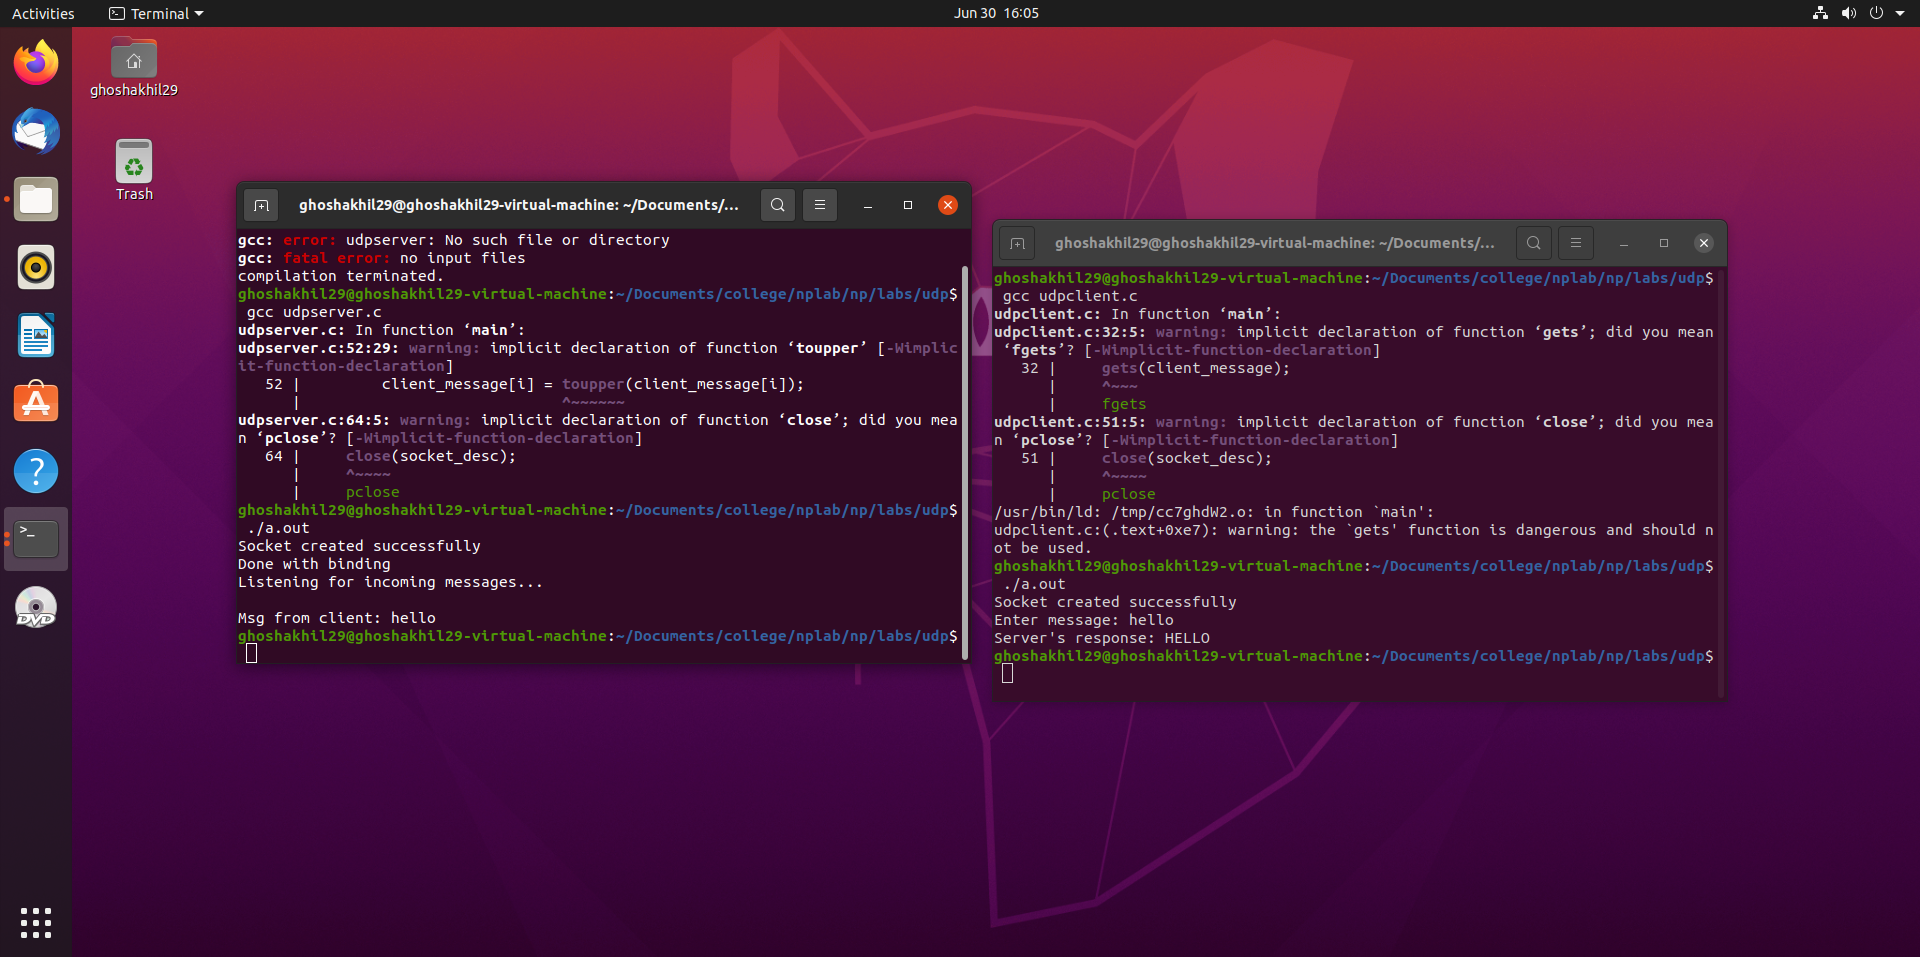 Activities
Terminal
Jun 30 16:05
ghoshakhil29
Trash
DVD
ghoshakhil29@ghoshakhil29-virtual-machine: ~/Documents/...
gcc: error: udpserver: No such file or directory
gcc: fatal error: no input files
compilation terminated.
ghoshakhil29@ghoshakhil29-virtual-machine:~/Documents/college/nplab/np/labs/udp$
gcc udpserver.c
udpserver.c: In function ‘main’:
udpserver.c:52:29: warning: implicit declaration of function ‘toupper’ [-Wimplic
it-function-declaration]
52 |         client_message[i] = toupper(client_message[i]);
|                             ^~~~~~~
udpserver.c:64:5: warning: implicit declaration of function ‘close’; did you mea
n ‘pclose’? [-Wimplicit-function-declaration]
64 |     close(socket_desc);
|     ^~~~~
|     pclose
ghoshakhil29@ghoshakhil29-virtual-machine:~/Documents/college/nplab/np/labs/udp$
./a.out
Socket created successfully
Done with binding
Listening for incoming messages...
Msg from client: hello
ghoshakhil29@ghoshakhil29-virtual-machine:~/Documents/college/nplab/np/labs/udp$
ghoshakhil29@ghoshakhil29-virtual-machine: ~/Documents/...
ghoshakhil29@ghoshakhil29-virtual-machine:~/Documents/college/nplab/np/labs/udp$
gcc udpclient.c
udpclient.c: In function ‘main’:
udpclient.c:32:5: warning: implicit declaration of function ‘gets’; did you mean
‘fgets’? [-Wimplicit-function-declaration]
32 |     gets(client_message);
|     ^~~~
|     fgets
udpclient.c:51:5: warning: implicit declaration of function ‘close’; did you mea
n ‘pclose’? [-Wimplicit-function-declaration]
51 |     close(socket_desc);
|     ^~~~~
|     pclose
/usr/bin/ld: /tmp/cc7ghdW2.o: in function `main':
udpclient.c:(.text+0xe7): warning: the `gets' function is dangerous and should n
ot be used.
ghoshakhil29@ghoshakhil29-virtual-machine:~/Documents/college/nplab/np/labs/udp$
./a.out
Socket created successfully
Enter message: hello
Server's response: HELLO
ghoshakhil29@ghoshakhil29-virtual-machine:~/Documents/college/nplab/np/labs/udp$